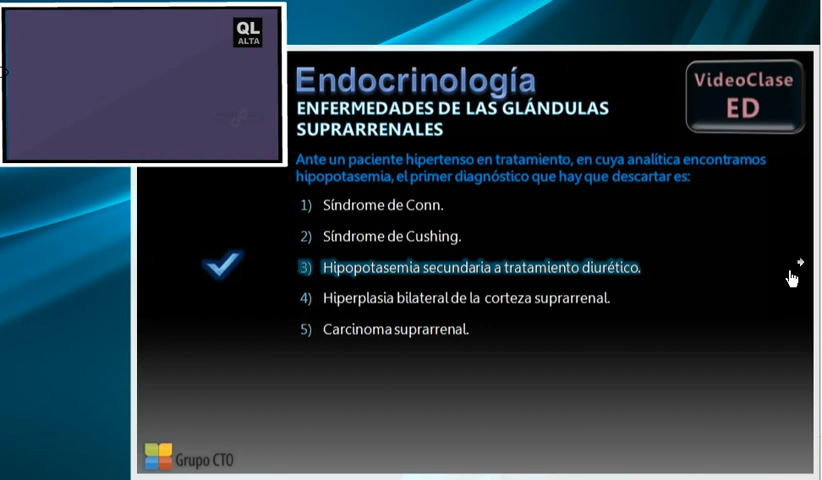 QL
ALTA
Endocrinología
ENFERMEDADES DE LAS GLÁNDULAS
SUPRARRENALES
VideoClase
ED
Ante un paciente hipertenso en tratamiento, en cuya analítica encontramos
hipopotasemia, el primer diagnóstico que hay que descartar es:
1) Síndrome de Conn.
2) Síndrome de Cushing.
3) Hipopotasemia secundaria a tratamiento diurético.
4) Hiperplasia bilateral de la corteza suprarrenal.
5) Carcinoma suprarrenal.
Grupo CTO